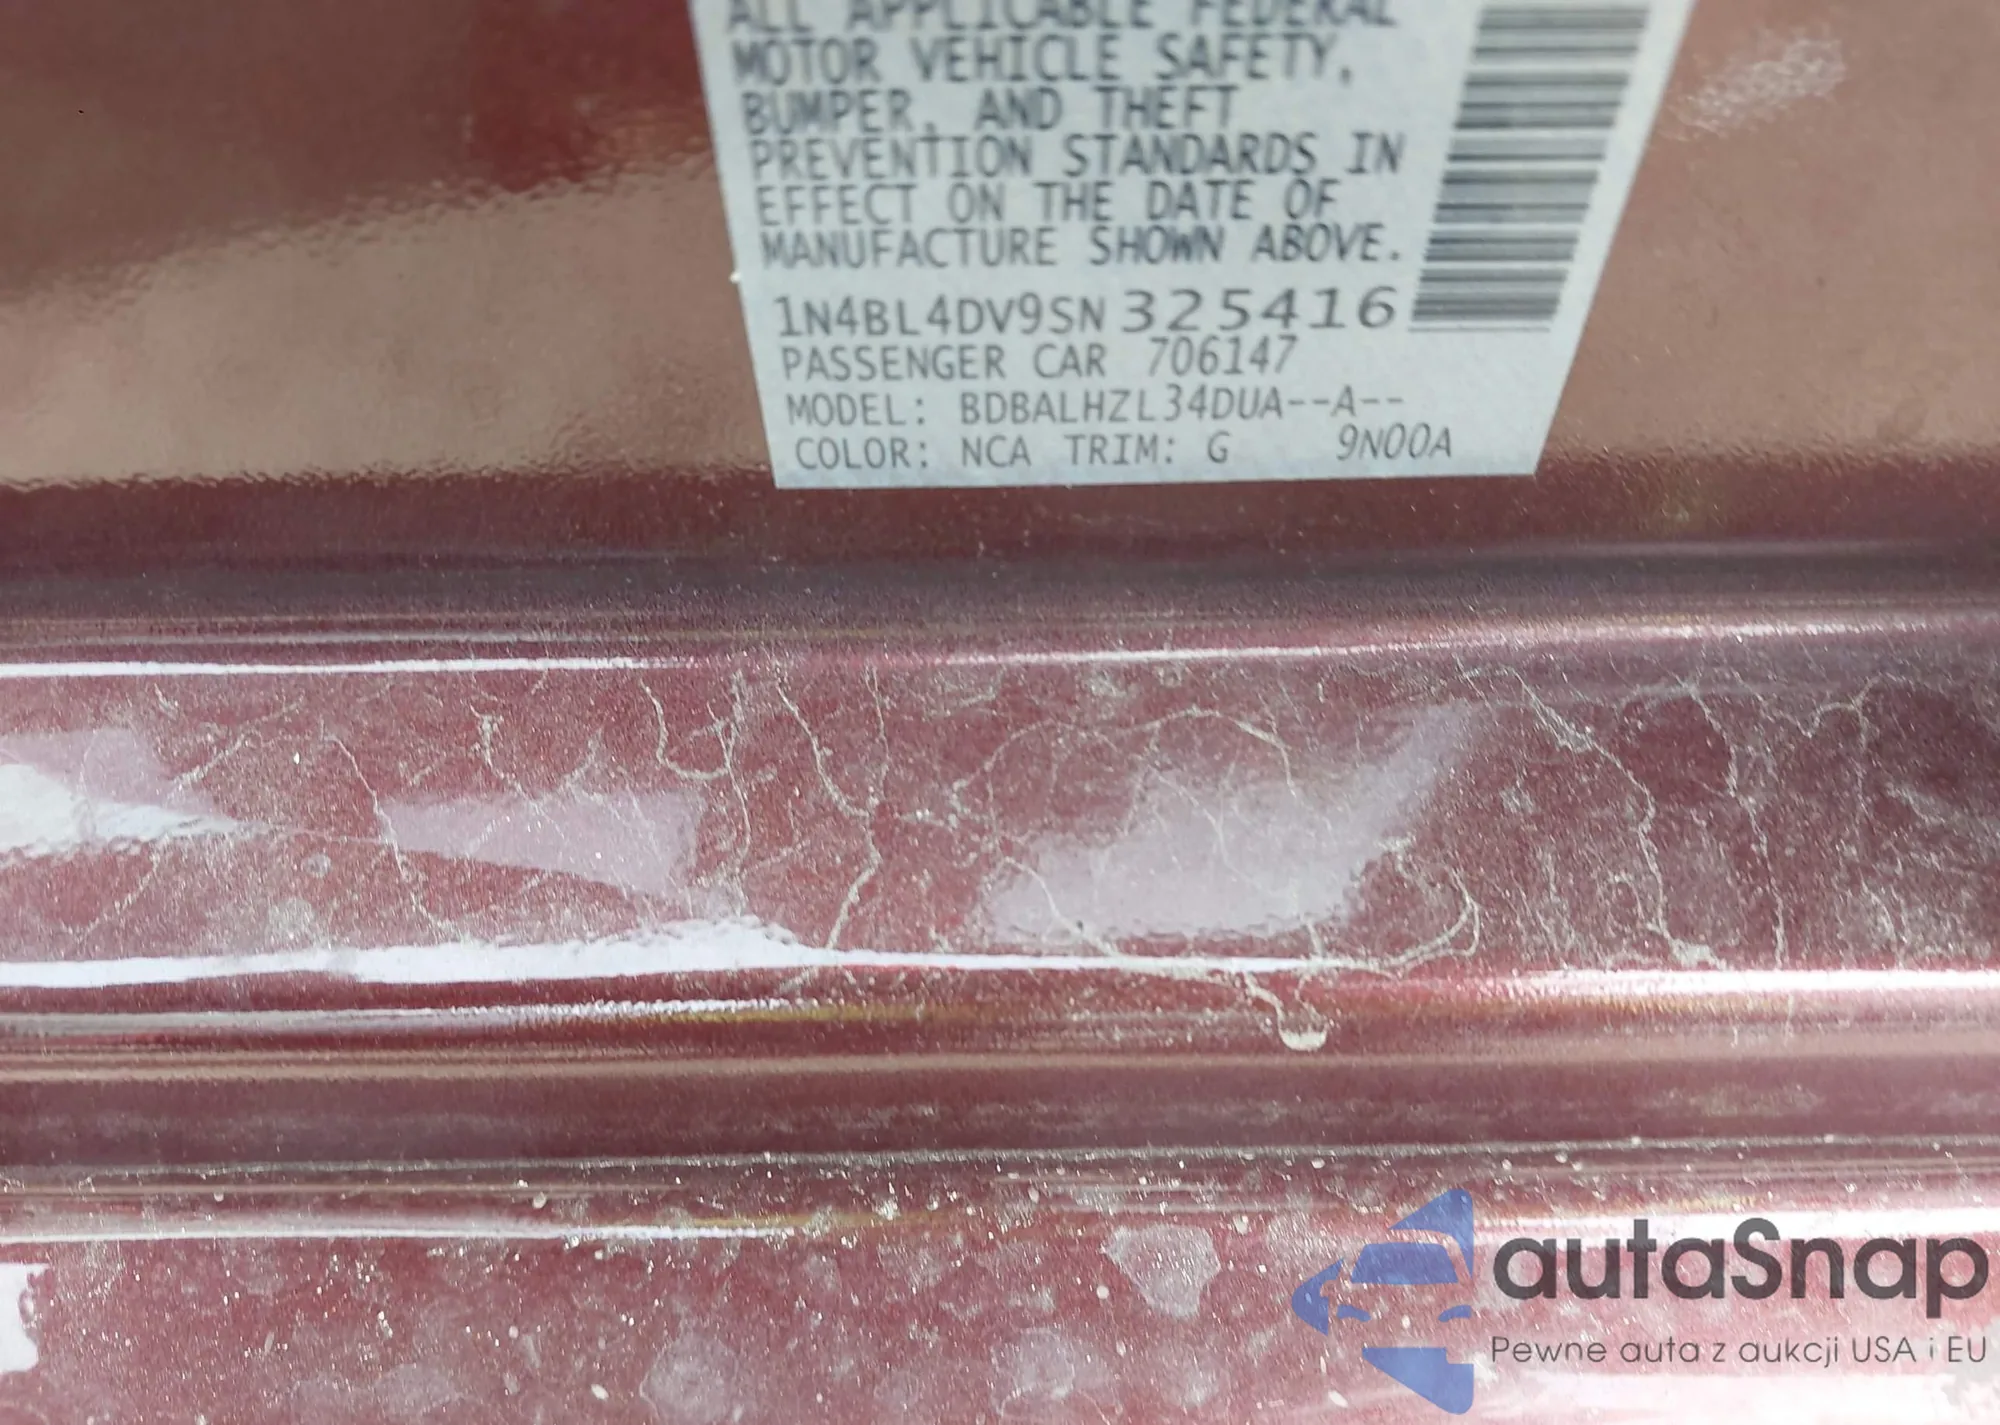 ALL APPLICABLE FEDERAL
MOTOR VEHICLE SAFETY,
BUMPER, AND THEFT
PREVENTION STANDARDS IN
EFFECT ON THE DATE OF
MANUFACTURE SHOWN ABOVE.
1N4BL4DV9SN325416
PASSENGER CAR 706147
MODEL: BDBALHZL34DUA--A--
COLOR: NCA TRIM: G 9N00A
autaSnap
Pewne auta z aukcji USA i EU